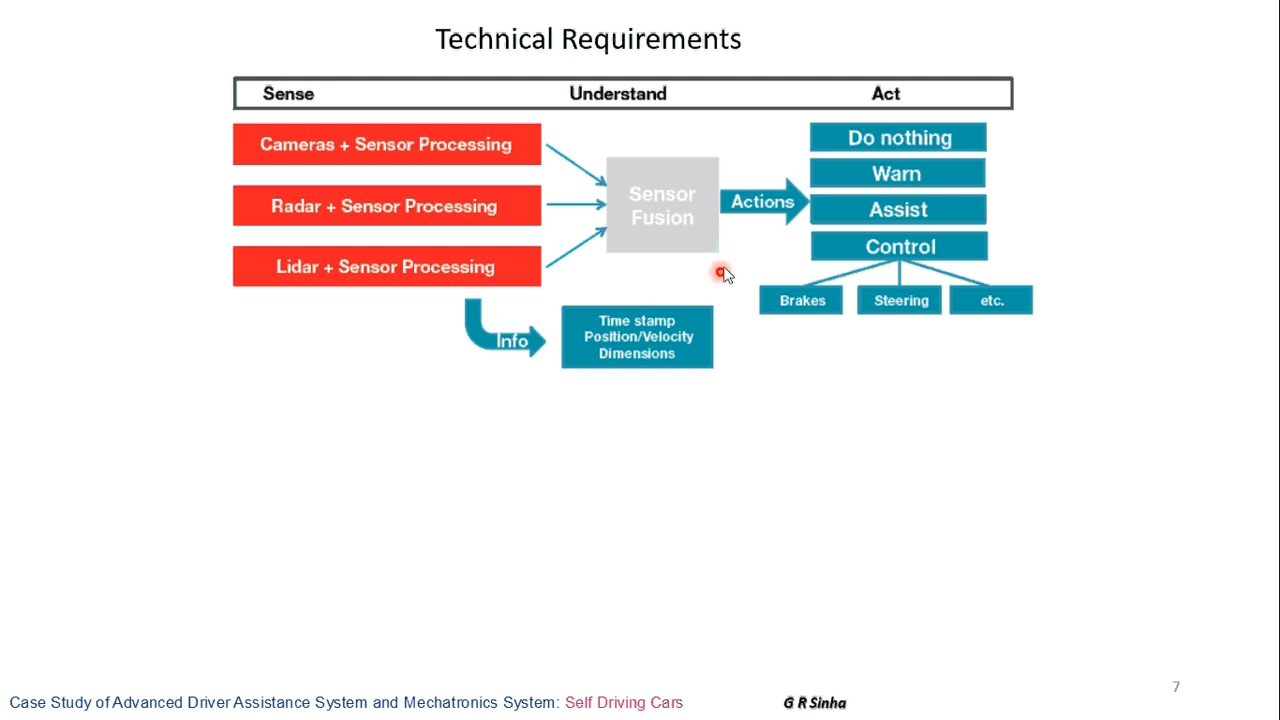 Technical Requirements
Sense Understand Act
Cameras + Sensor Processing
Radar + Sensor Processing
Lidar + Sensor Processing
Sensor
Fusion
Actions
Do nothing
Warn
Assist
Control
Brakes Steering etc.
Info
Time stamp
Position/Velocity
Dimensions
7
Case Study of Advanced Driver Assistance System and Mechatronics System: Self Driving Cars G R Sinha